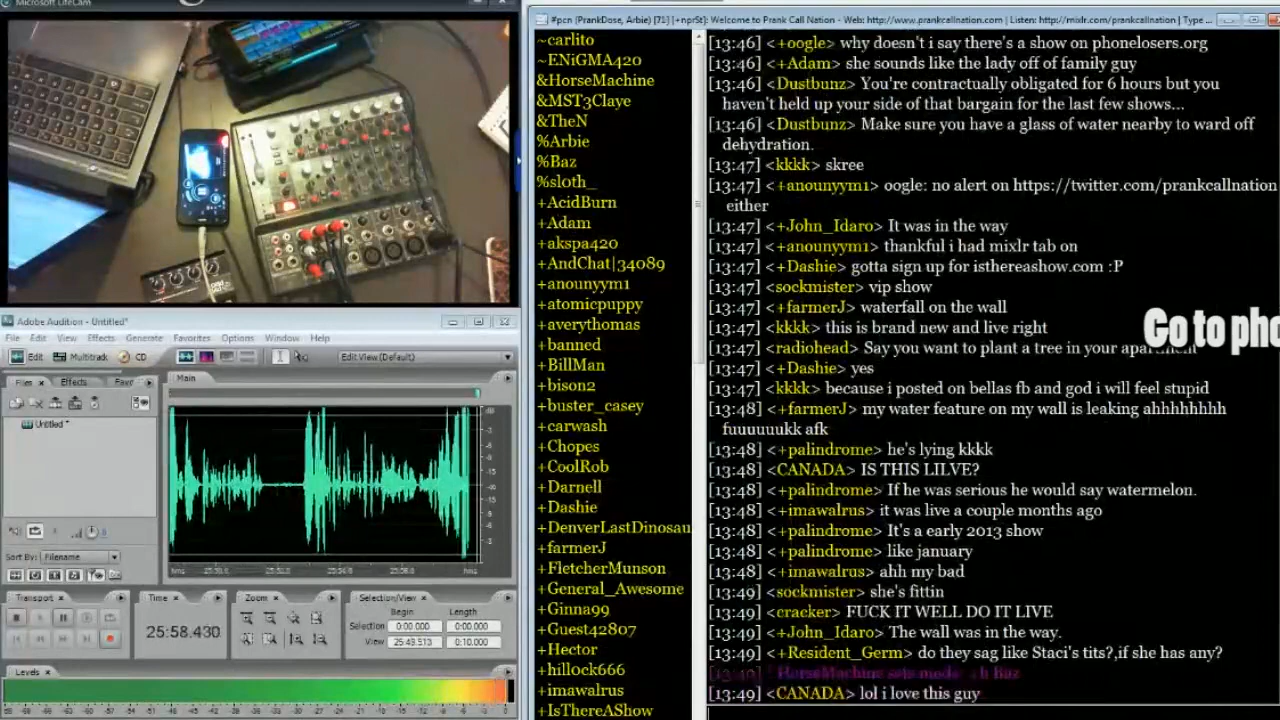 Microsoft LifeCam
#pcn (PrankDose, Arbie) [71] [+nprSt]: Welcome to Prank Call Nation - Web: http://www.prankcallnation.com | Listen: http://mixlr.com/prankcallnation | Type ...
~carlito
~ENiGMA420
&HorseMachine
&MST3Claye
&TheN
%Arbie
%Baz
%sl0th_
+AcidBurn
+Adam
+akspa420
+AndChat|34089
+anounyym1
+atomicpuppy
+averythomas
+banned
+BillMan
+bison2
+buster_casey
+carwash
+Chopes
+CoolRob
+Darnell
+Dashie
+DenverLastDinosau
+farmerJ
+FletcherMunson
+General_Awesome
+Ginna99
+Guest42807
+Hector
+hillock666
+imawalrus
+IsThereAShow
[13:46] <+oogle> why doesn't i say there's a show on phonelosers.org
[13:46] <+Adam> she sounds like the lady off of family guy
[13:46] <Dustbunz> You're contractually obligated for 6 hours but you
haven't held up your side of that bargain for the last few shows...
[13:46] <Dustbunz> Make sure you have a glass of water nearby to ward off
dehydration.
[13:47] <kkkk> skree
[13:47] <+anounyym1> oogle: no alert on https://twitter.com/prankcallnation
either
[13:47] <+John_Idaro> It was in the way
[13:47] <+anounyym1> thankful i had mixlr tab on
[13:47] <+Dashie> gotta sign up for isthereashow.com :P
[13:47] <sockmister> vip show
[13:47] <+farmerJ> waterfall on the wall
[13:47] <kkkk> this is brand new and live right
[13:47] <radiohead> Say you want to plant a tree in your apartment
[13:47] <+Dashie> yes
[13:47] <kkkk> because i posted on bellas fb and god i will feel stupid
[13:48] <+farmerJ> my water feature on my wall is leaking ahhhhhhhh
fuuuuuukk afk
[13:48] <+palindrome> he's lying kkkk
[13:48] <CANADA> IS THIS LILVE?
[13:48] <+palindrome> If he was serious he would say watermelon.
[13:48] <+imawalrus> it was live a couple months ago
[13:48] <+palindrome> It's a early 2013 show
[13:48] <+palindrome> like january
[13:48] <+imawalrus> ahh my bad
[13:49] <sockmister> she's fittin
[13:49] <cracker> FUCK IT WELL DO IT LIVE
[13:49] <+John_Idaro> The wall was in the way.
[13:49] <+Resident_Germ> do they sag like Staci's tits?,if she has any?
[13:49] * HorseMachine sets mode
[13:49] <CANADA> lol i love this guy
Go to pho
Adobe Audition - Untitled*
File Edit View Effects Generate Favorites Options Window Help
Edit Multitrack CD Edit View (Default)
Files Effects Favo
Main
Untitled *
Sort By: Filename
Transport Time Zoom Selection/View
Begin Length
Selection 0:00.000 0:00.000
View 25:49.513 0:10.000
25:58.430
Levels